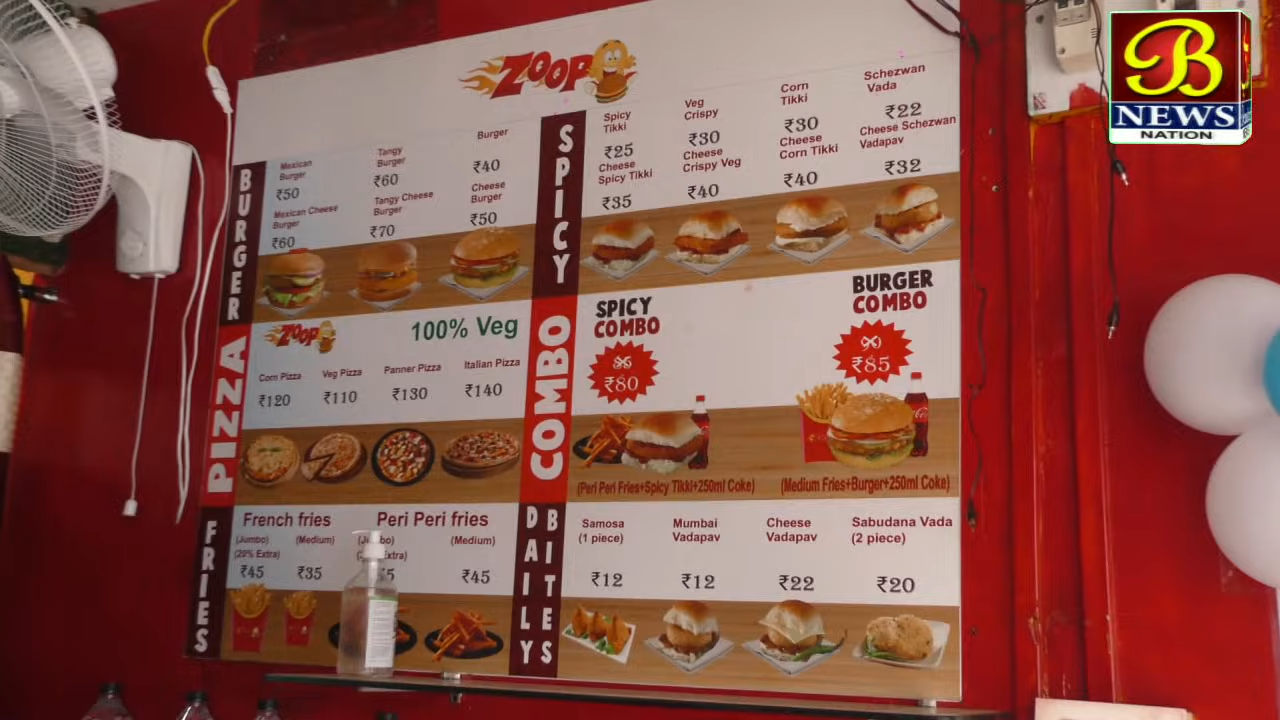 ZOOP
BURGER
Mexican
Burger
₹50
Tangy
Burger
₹60
Burger
₹40
Mexican Cheese
Burger
₹60
Tangy Cheese
Burger
₹70
Cheese
Burger
₹50
SPICY
Spicy
Tikki
₹25
Veg
Crispy
₹30
Corn
Tikki
₹30
Schezwan
Vada
₹22
Cheese
Spicy Tikki
₹35
Cheese
Crispy Veg
₹40
Cheese
Corn Tikki
₹40
Cheese Schezwan
Vadapav
₹32
PIZZA
ZOOP
100% Veg
Corn Pizza
₹120
Veg Pizza
₹110
Panner Pizza
₹130
Italian Pizza
₹140
COMBO
SPICY
COMBO
₹80
(Peri Peri Fries+Spicy Tikki+250ml Coke)
BURGER
COMBO
90
₹85
(Medium Fries+Burger+250ml Coke)
FRIES
French fries
(Jumbo)
(20% Extra)
₹45
(Medium)
₹35
Peri Peri fries
(Medium)
₹45
DAILY
BITES
Samosa
(1 piece)
₹12
Mumbai
Vadapav
₹12
Cheese
Vadapav
₹22
Sabudana Vada
(2 piece)
₹20
B
NEWS
NATION